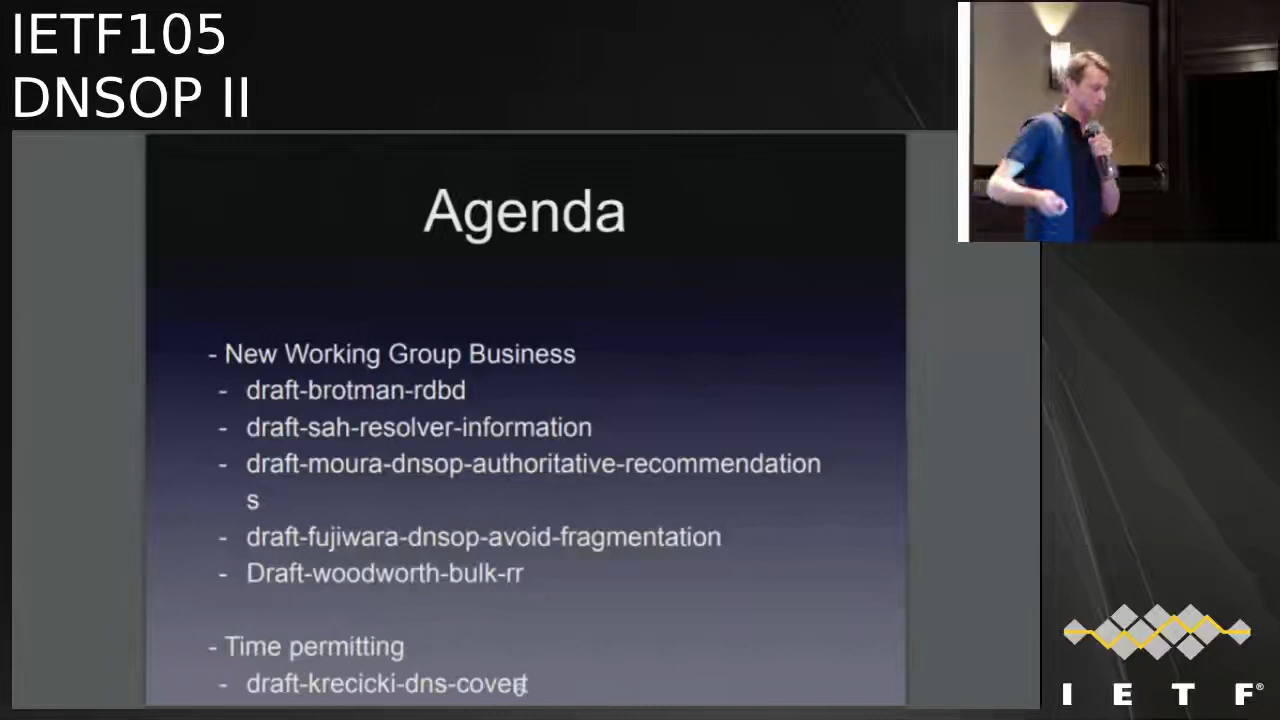 IETF105
DNSOP II
Agenda
- New Working Group Business
- draft-brotman-rdbd
- draft-sah-resolver-information
- draft-moura-dnsop-authoritative-recommendation
s
- draft-fujiwara-dnsop-avoid-fragmentation
- Draft-woodworth-bulk-rr
- Time permitting
- draft-krecicki-dns-covert
I E T F®